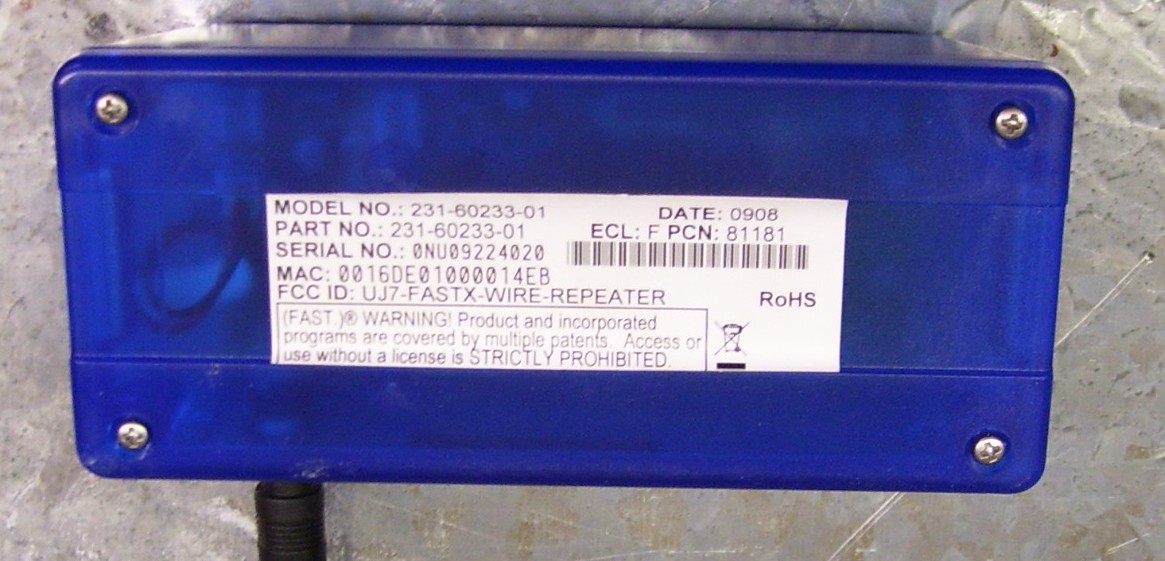 MODEL NO.: 231-60233-01 DATE: 0908
PART NO.: 231-60233-01 ECL: F PCN: 81181
SERIAL NO.: 0NU09224020
MAC: 0016DE01000014EB
FCC ID: UJ7-FASTX-WIRE-REPEATER RoHS
(FAST.)® WARNING! Product and incorporated
programs are covered by multiple patents. Access or
use without a license is STRICTLY PROHIBITED.